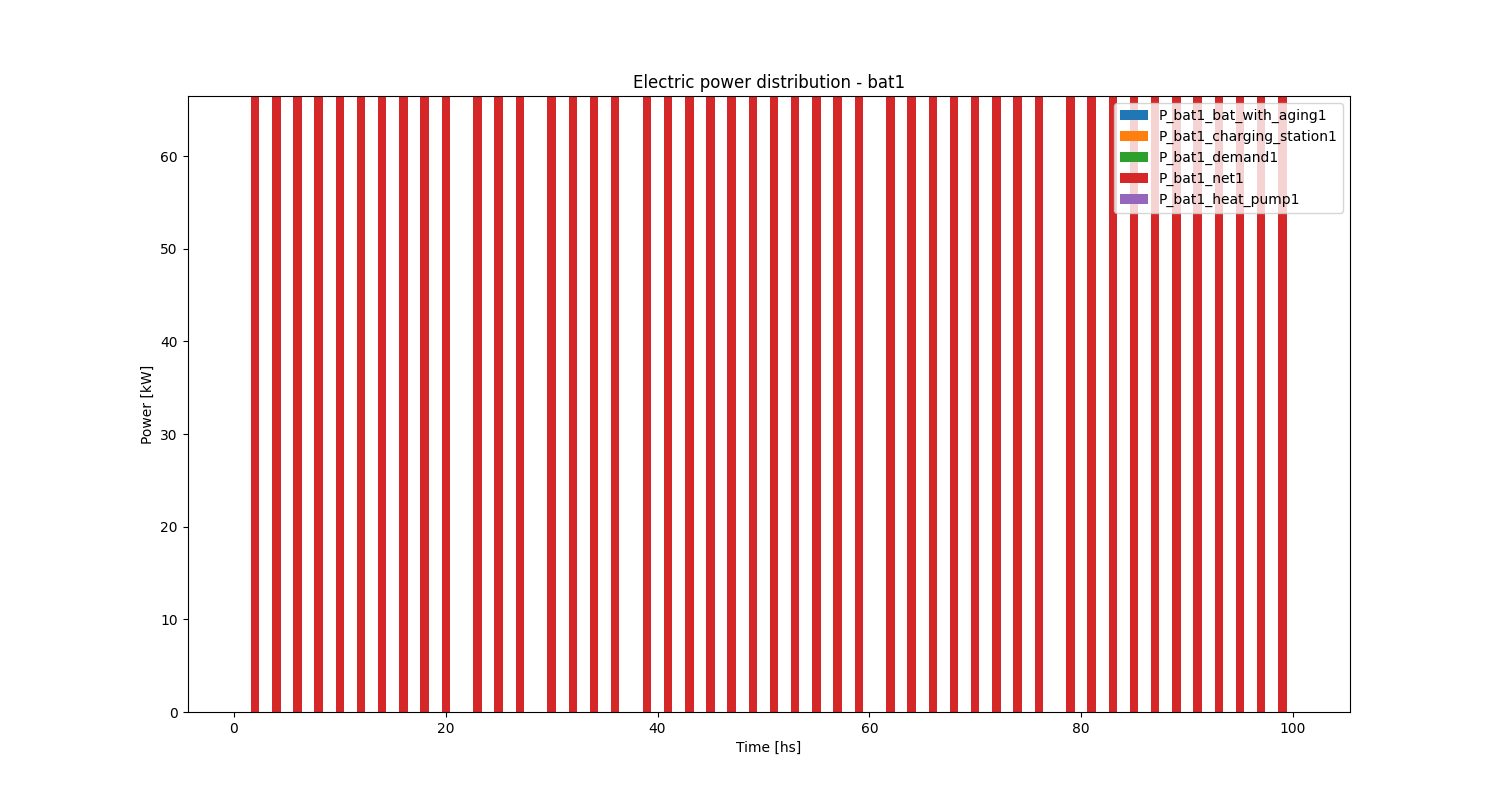 Electric power distribution - bat1
P_bat1_bat_with_aging1
P_bat1_charging_station1
P_bat1_demand1
P_bat1_net1
P_bat1_heat_pump1
Power [kW]
60
50
40
30
20
10
0
0 20 40 60 80 100
Time [hs]